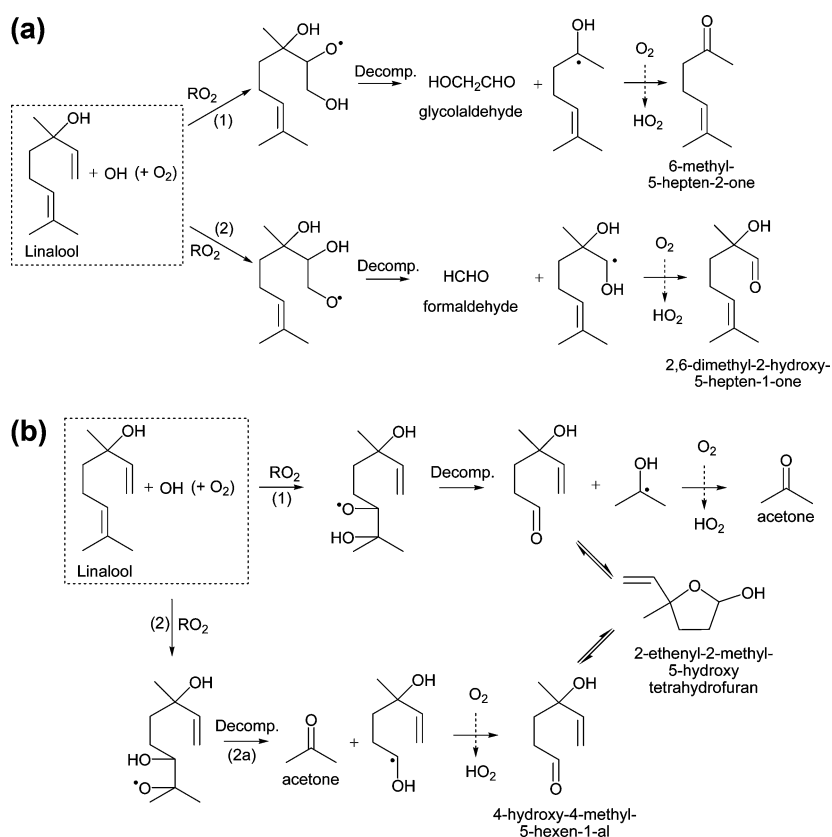 (a)
OH
O•
OH
RO2
(1)
Decomp.
HOCH2CHO
glycolaldehyde
+
OH
•
O2
HO2
O
6-methyl-
5-hepten-2-one
OH
+ OH (+ O2)
Linalool
(2)
RO2
OH
OH
O•
Decomp.
HCHO
formaldehyde
+
OH
•
OH
O2
HO2
OH
O
2,6-dimethyl-2-hydroxy-
5-hepten-1-one
(b)
OH
+ OH (+ O2)
Linalool
RO2
(1)
OH
•O
HO
Decomp.
OH
O
+
OH
•
O2
HO2
O
acetone
O
OH
2-ethenyl-2-methyl-
5-hydroxy
tetrahydrofuran
(2) RO2
OH
HO
•O
Decomp.
(2a)
O
acetone
+
OH
•
OH
O2
HO2
OH
O
4-hydroxy-4-methyl-
5-hexen-1-al